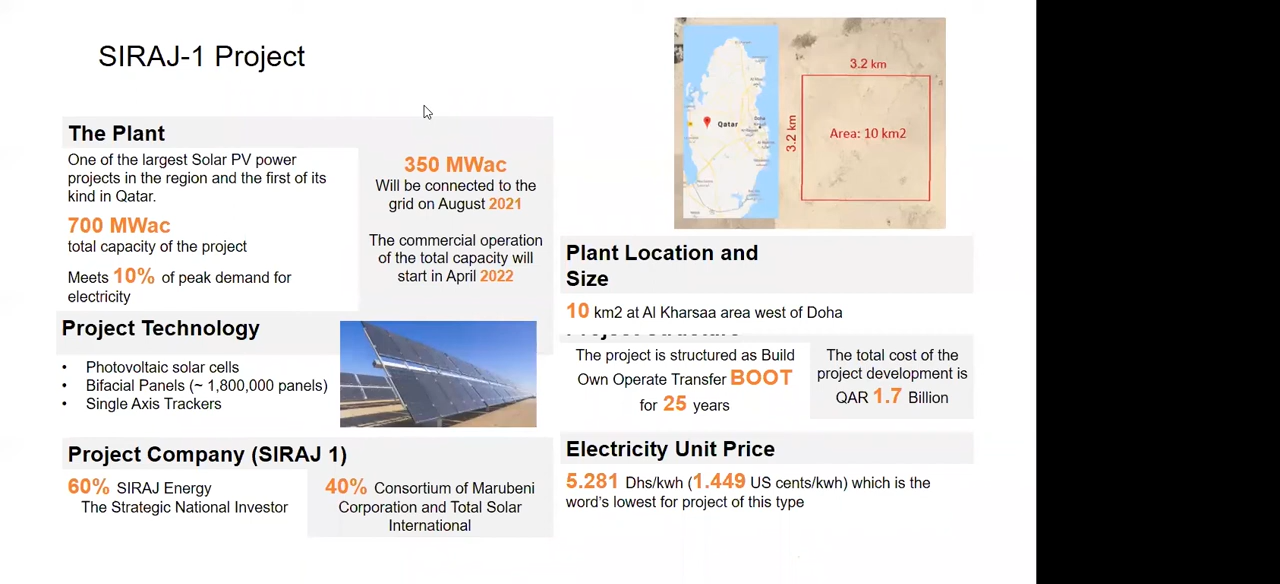 SIRAJ-1 Project
The Plant
One of the largest Solar PV power
projects in the region and the first of its
kind in Qatar.
700 MWac
total capacity of the project
Meets 10% of peak demand for
electricity
350 MWac
Will be connected to the
grid on August 2021
The commercial operation
of the total capacity will
start in April 2022
Project Technology
• Photovoltaic solar cells
• Bifacial Panels (~ 1,800,000 panels)
• Single Axis Trackers
Project Company (SIRAJ 1)
60% SIRAJ Energy
The Strategic National Investor
40% Consortium of Marubeni
Corporation and Total Solar
International
Qatar
Doha
3.2 km
3.2 km
Area: 10 km2
Plant Location and
Size
10 km2 at Al Kharsaa area west of Doha
Project Structure
The project is structured as Build
Own Operate Transfer BOOT
for 25 years
The total cost of the
project development is
QAR 1.7 Billion
Electricity Unit Price
5.281 Dhs/kwh (1.449 US cents/kwh) which is the
word's lowest for project of this type